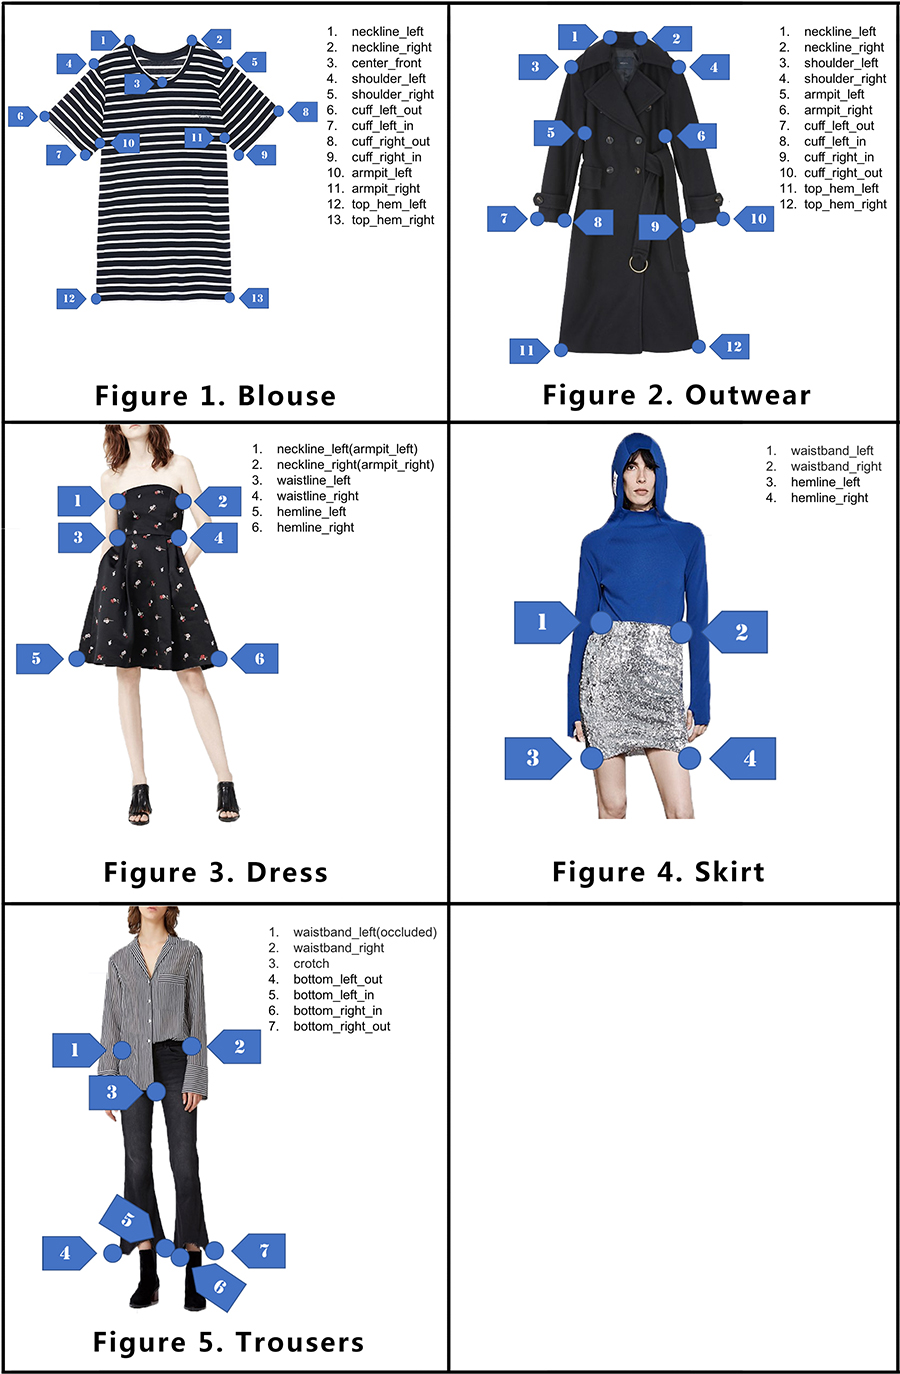 1
2
3
4
5
6
7
8
9
10
11
12
13
1. neckline_left
2. neckline_right
3. center_front
4. shoulder_left
5. shoulder_right
6. cuff_left_out
7. cuff_left_in
8. cuff_right_out
9. cuff_right_in
10. armpit_left
11. armpit_right
12. top_hem_left
13. top_hem_right
Figure 1. Blouse
1
2
3
4
5
6
7
8
9
10
11
12
1. neckline_left
2. neckline_right
3. shoulder_left
4. shoulder_right
5. armpit_left
6. armpit_right
7. cuff_left_out
8. cuff_left_in
9. cuff_right_in
10. cuff_right_out
11. top_hem_left
12. top_hem_right
Figure 2. Outwear
1
2
3
4
5
6
1. neckline_left(armpit_left)
2. neckline_right(armpit_right)
3. waistline_left
4. waistline_right
5. hemline_left
6. hemline_right
Figure 3. Dress
1
2
3
4
1. waistband_left
2. waistband_right
3. hemline_left
4. hemline_right
Figure 4. Skirt
1
2
3
4
5
6
7
1. waistband_left(occluded)
2. waistband_right
3. crotch
4. bottom_left_out
5. bottom_left_in
6. bottom_right_in
7. bottom_right_out
Figure 5. Trousers